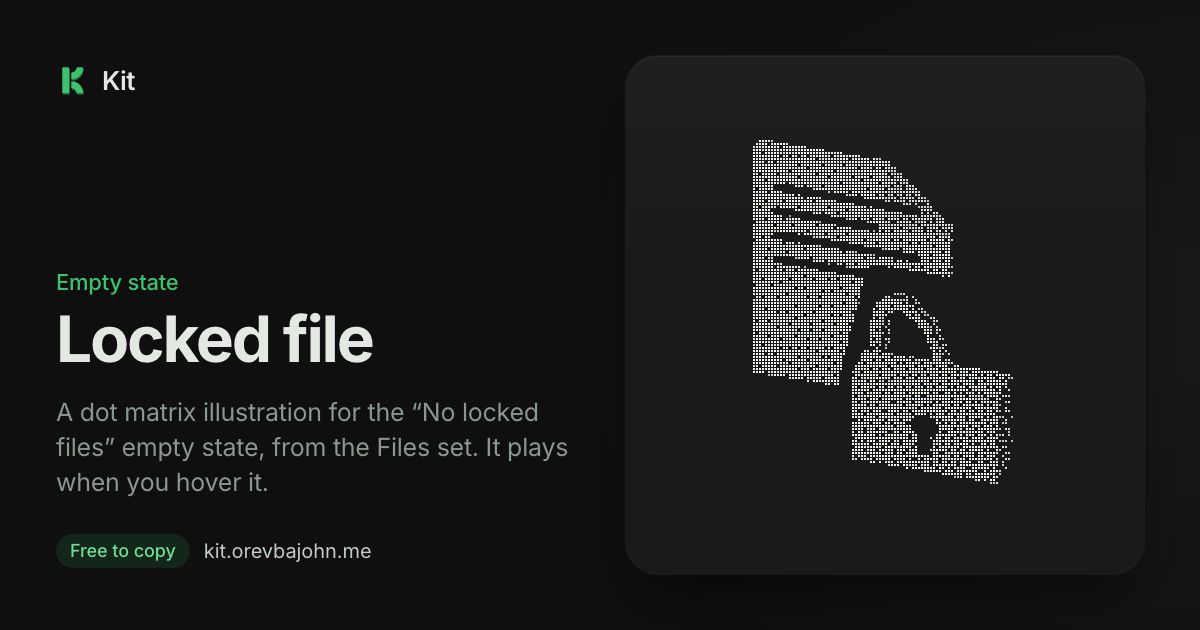 Kit
Empty state
Locked file
A dot matrix illustration for the “No locked
files” empty state, from the Files set. It plays
when you hover it.
Free to copy
kit.orevbajohn.me